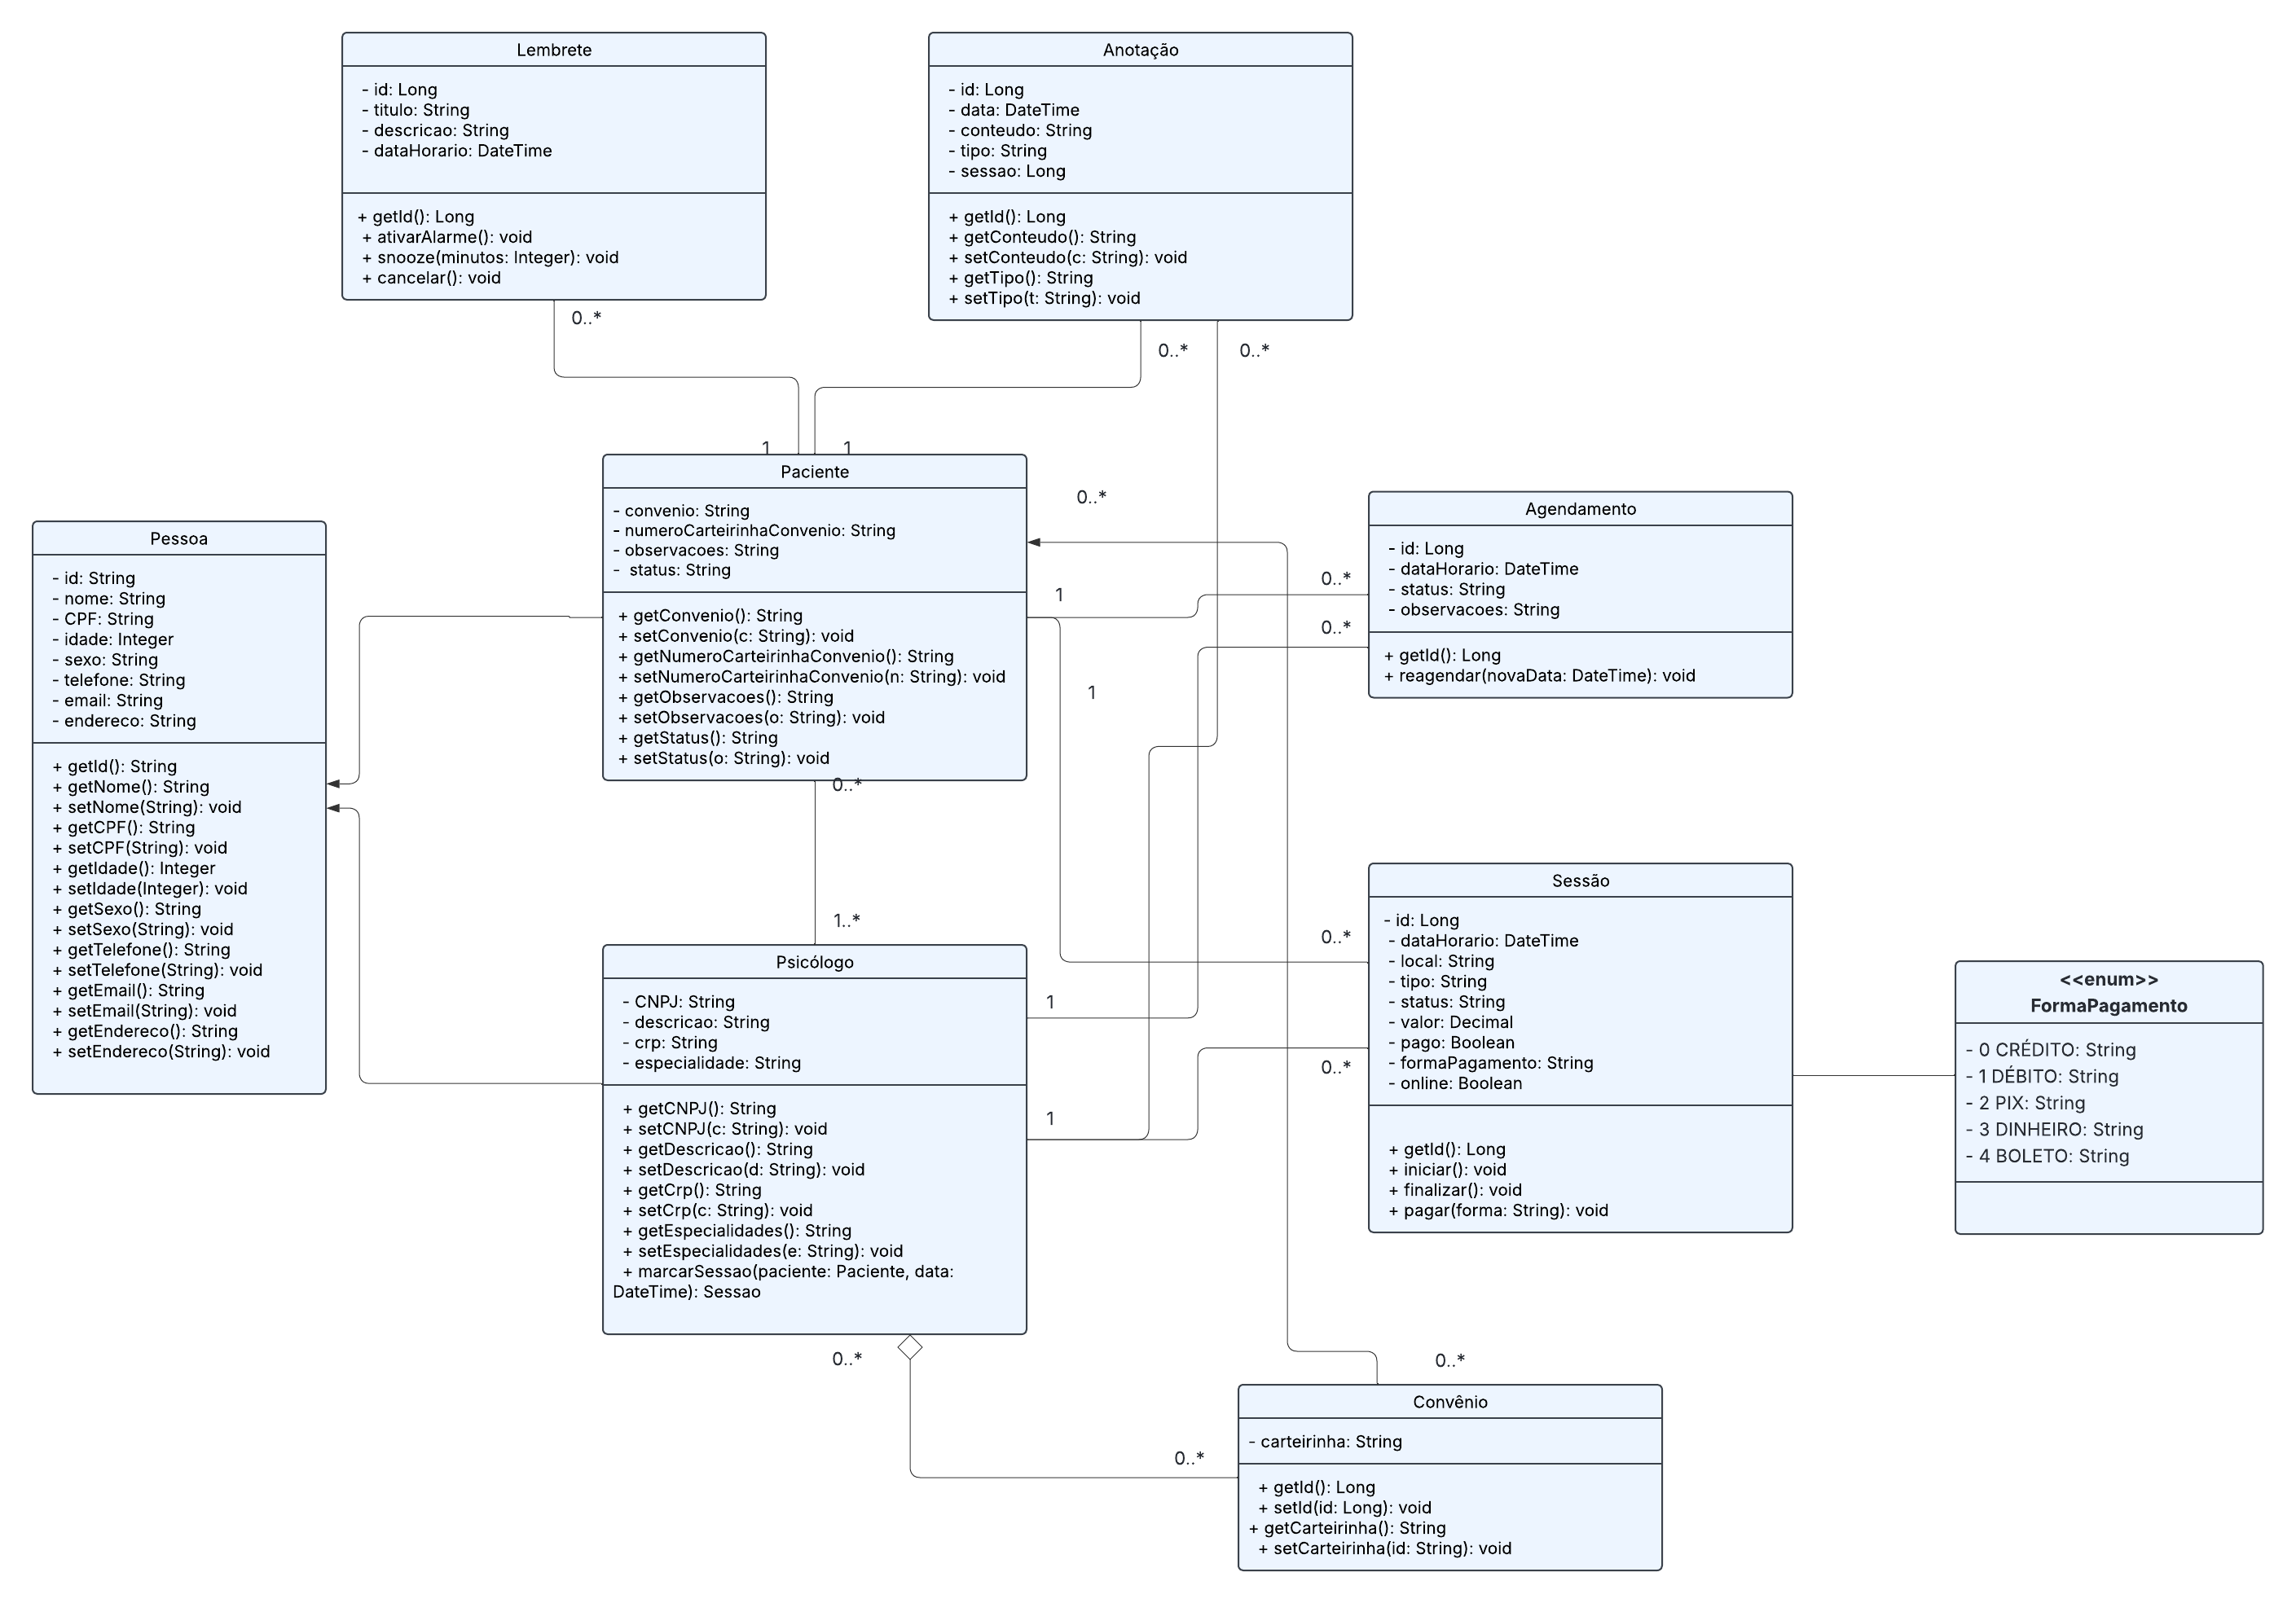 Lembrete
- id: Long
- titulo: String
- descricao: String
- dataHorario: DateTime
+ getId(): Long
+ ativarAlarme(): void
+ snooze(minutos: Integer): void
+ cancelar(): void
0..*
Anotação
- id: Long
- data: DateTime
- conteudo: String
- tipo: String
- sessao: Long
+ getId(): Long
+ getConteudo(): String
+ setConteudo(c: String): void
+ getTipo(): String
+ setTipo(t: String): void
0..*
0..*
1
1
Paciente
- convenio: String
- numeroCarteirinhaConvenio: String
- observacoes: String
- status: String
+ getConvenio(): String
+ setConvenio(c: String): void
+ getNumeroCarteirinhaConvenio(): String
+ setNumeroCarteirinhaConvenio(n: String): void
+ getObservacoes(): String
+ setObservacoes(o: String): void
+ getStatus(): String
+ setStatus(o: String): void
0..*
0..*
1
1
Agendamento
- id: Long
- dataHorario: DateTime
- status: String
- observacoes: String
+ getId(): Long
+ reagendar(novaData: DateTime): void
0..*
0..*
Pessoa
- id: String
- nome: String
- CPF: String
- idade: Integer
- sexo: String
- telefone: String
- email: String
- endereco: String
+ getId(): String
+ getNome(): String
+ setNome(String): void
+ getCPF(): String
+ setCPF(String): void
+ getIdade(): Integer
+ setIdade(Integer): void
+ getSexo(): String
+ setSexo(String): void
+ getTelefone(): String
+ setTelefone(String): void
+ getEmail(): String
+ setEmail(String): void
+ getEndereco(): String
+ setEndereco(String): void
1..*
Psicólogo
- CNPJ: String
- descricao: String
- crp: String
- especialidade: String
+ getCNPJ(): String
+ setCNPJ(c: String): void
+ getDescricao(): String
+ setDescricao(d: String): void
+ getCrp(): String
+ setCrp(c: String): void
+ getEspecialidades(): String
+ setEspecialidades(e: String): void
+ marcarSessao(paciente: Paciente, data:
DateTime): Sessao
1
1
0..*
Sessão
- id: Long
- dataHorario: DateTime
- local: String
- tipo: String
- status: String
- valor: Decimal
- pago: Boolean
- formaPagamento: String
- online: Boolean
+ getId(): Long
+ iniciar(): void
+ finalizar(): void
+ pagar(forma: String): void
0..*
0..*
<<enum>>
FormaPagamento
- 0 CRÉDITO: String
- 1 DÉBITO: String
- 2 PIX: String
- 3 DINHEIRO: String
- 4 BOLETO: String
0..*
0..*
Convênio
- carteirinha: String
+ getId(): Long
+ setId(id: Long): void
+ getCarteirinha(): String
+ setCarteirinha(id: String): void